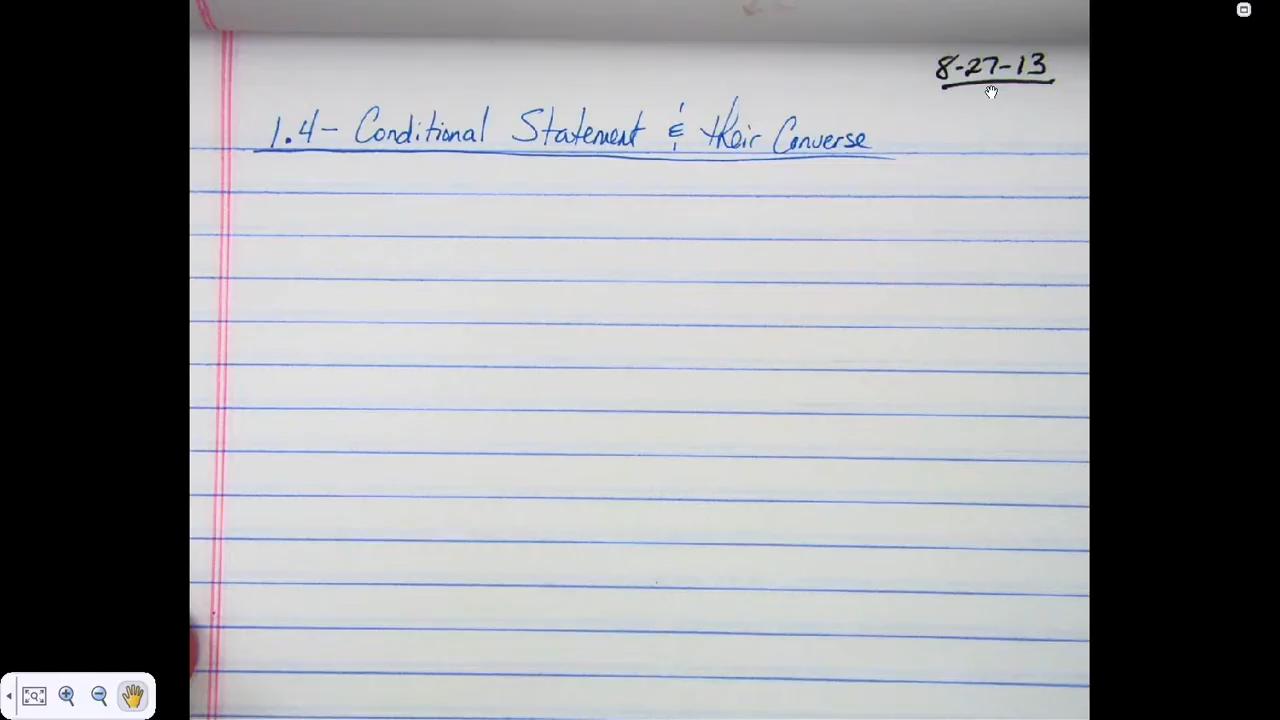 8-27-13
1.4- Conditional Statement & their Converse